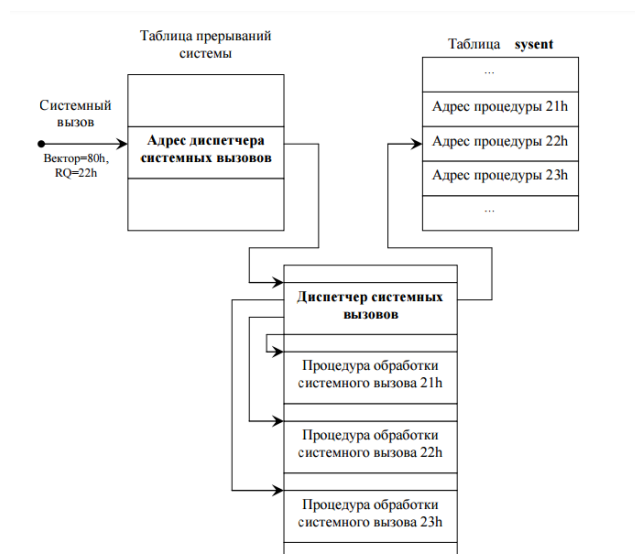 Таблица прерываний
системы
Таблица sysent
...
Системный
вызов
Вектор=80h,
RQ=22h
Адрес диспетчера
системных вызовов
Адрес процедуры 21h
Адрес процедуры 22h
Адрес процедуры 23h
...
Диспетчер системных
вызовов
Процедура обработки
системного вызова 21h
Процедура обработки
системного вызова 22h
Процедура обработки
системного вызова 23h